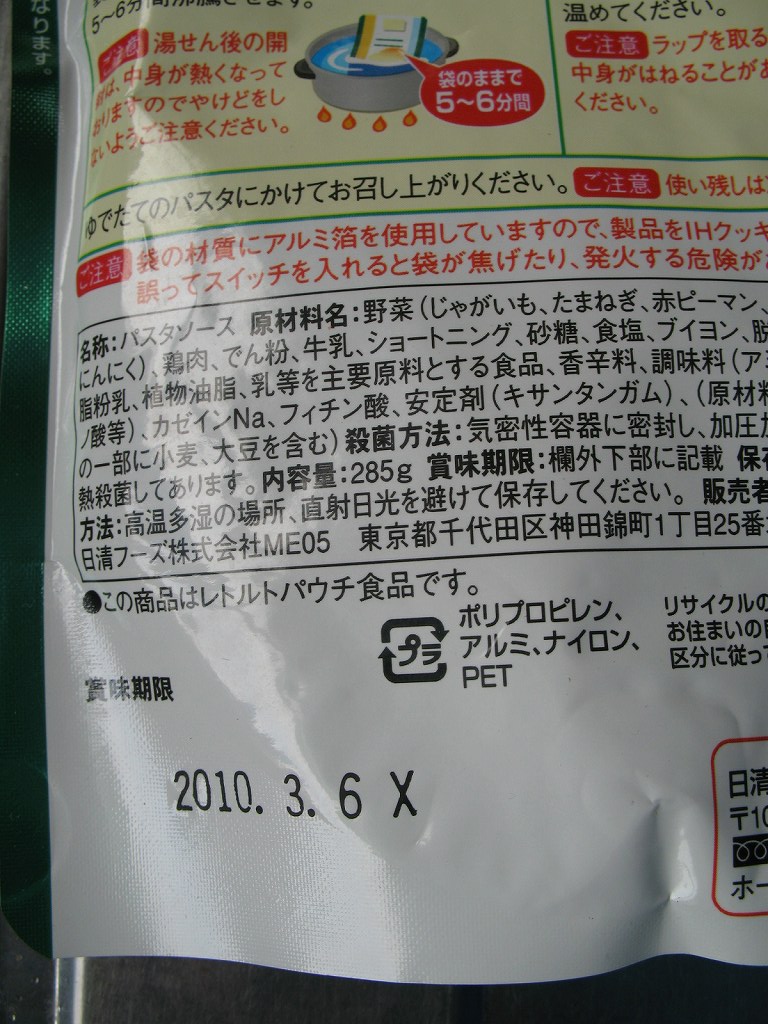 なります。
5〜6分間沸騰させます。
ご注意 湯せん後の開
封は、中身が熱くなって
おりますのでやけどをし
ないようご注意ください。
袋のままで
5〜6分間
温めてください。
ご注意 ラップを取る
中身がはねることがあ
ください。
ゆでたてのパスタにかけてお召し上がりください。 ご注意 使い残しは
ご注意 袋の材質にアルミ箔を使用していますので、製品をIHクッキ
誤ってスイッチを入れると袋が焦げたり、発火する危険が
名称:パスタソース 原材料名:野菜(じゃがいも、たまねぎ、赤ピーマン、
にんにく)、鶏肉、でん粉、牛乳、ショートニング、砂糖、食塩、ブイヨン、脱
脂粉乳、植物油脂、乳等を主要原料とする食品、香辛料、調味料(アミ
ノ酸等)、カゼインNa、フィチン酸、安定剤(キサンタンガム)、(原材料
の一部に小麦、大豆を含む) 殺菌方法:気密性容器に密封し、加圧加
熱殺菌してあります。 内容量:285g 賞味期限:欄外下部に記載 保存
方法:高温多湿の場所、直射日光を避けて保存してください。 販売者
日清フーズ株式会社ME05 東京都千代田区神田錦町1丁目25番
●この商品はレトルトパウチ食品です。
プラ
ポリプロピレン、
アルミ、ナイロン、
PET
リサイクルの
お住まいの
区分に従って
賞味期限
2010. 3. 6 X
日清
〒10
ホー